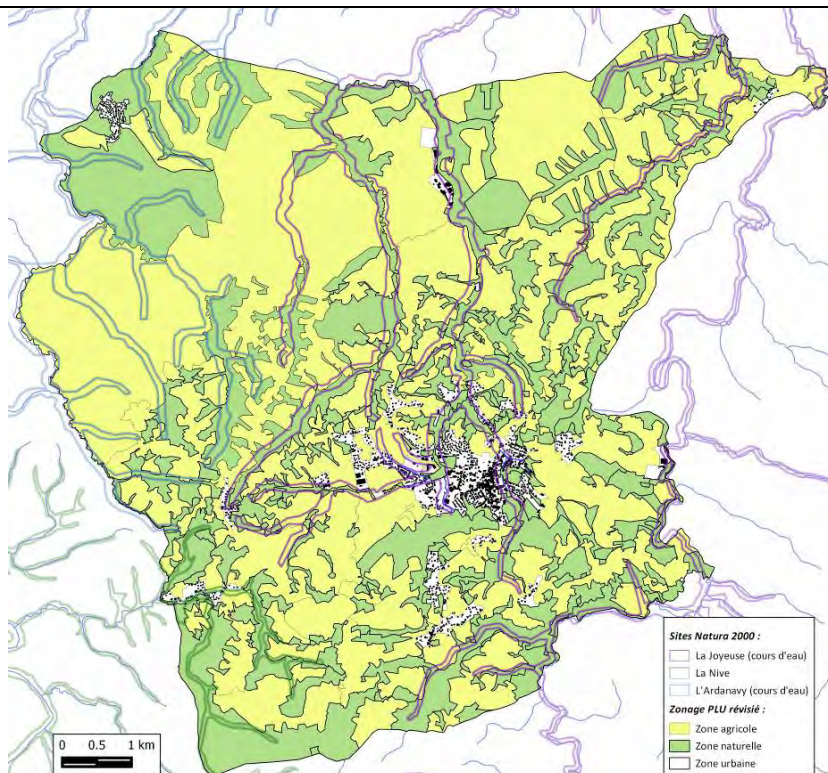 Sites Natura 2000 :
La Joyeuse (cours d'eau)
La Nive
L'Ardanavy (cours d'eau)
Zonage PLU révisé :
Zone agricole
Zone naturelle
Zone urbaine
0 0.5 1 km